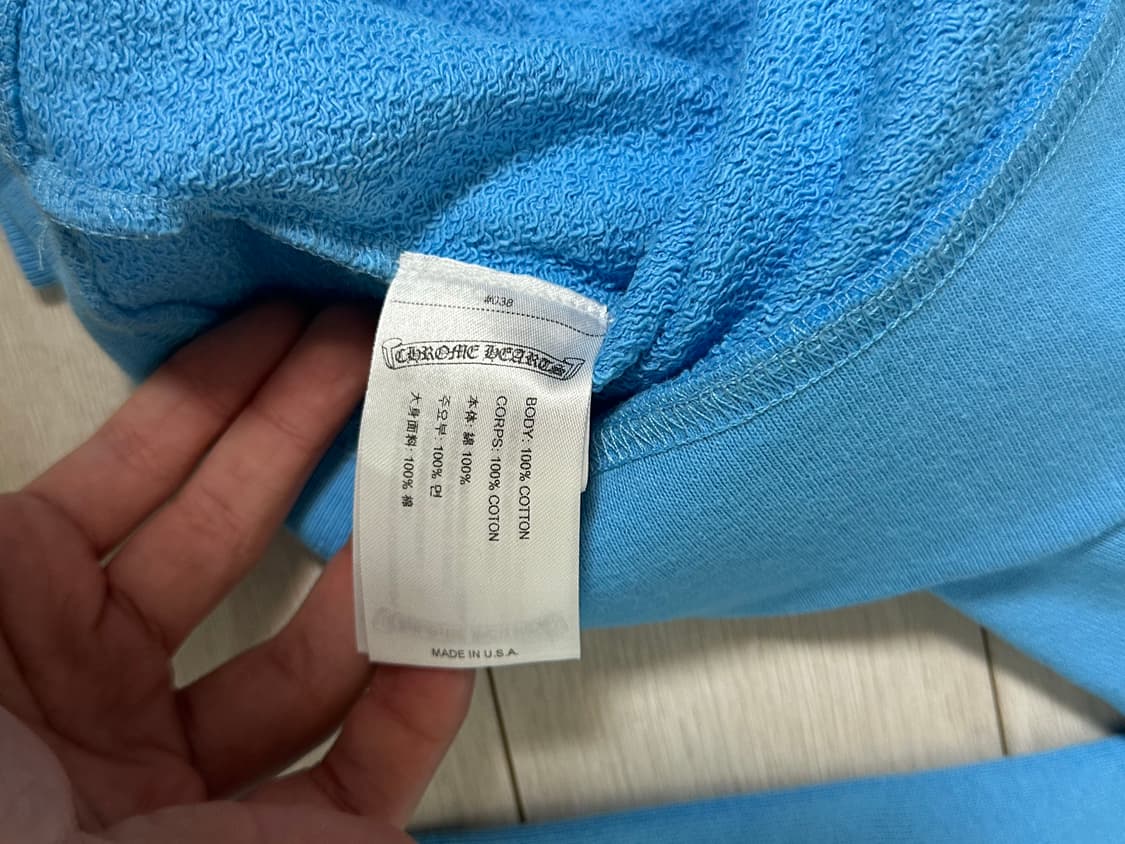 #038
CHROME HEARTS
BODY: 100% COTTON
CORPS: 100% COTON
本体: 綿 100%
주요부: 100% 면
大身面料: 100% 棉
MADE IN U.S.A.